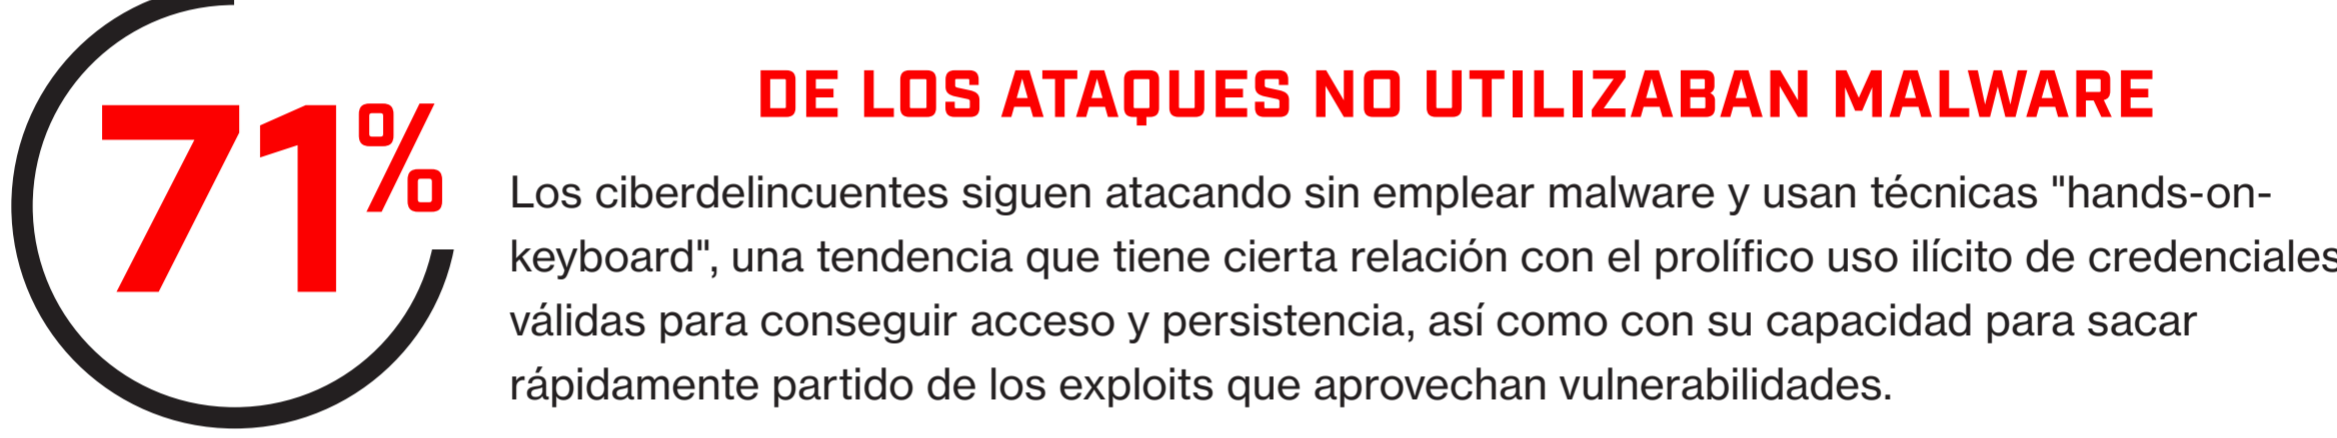 71%
DE LOS ATAQUES NO UTILIZABAN MALWARE
Los ciberdelincuentes siguen atacando sin emplear malware y usan técnicas "hands-on-
keyboard", una tendencia que tiene cierta relación con el prolífico uso ilícito de credenciales
válidas para conseguir acceso y persistencia, así como con su capacidad para sacar
rápidamente partido de los exploits que aprovechan vulnerabilidades.